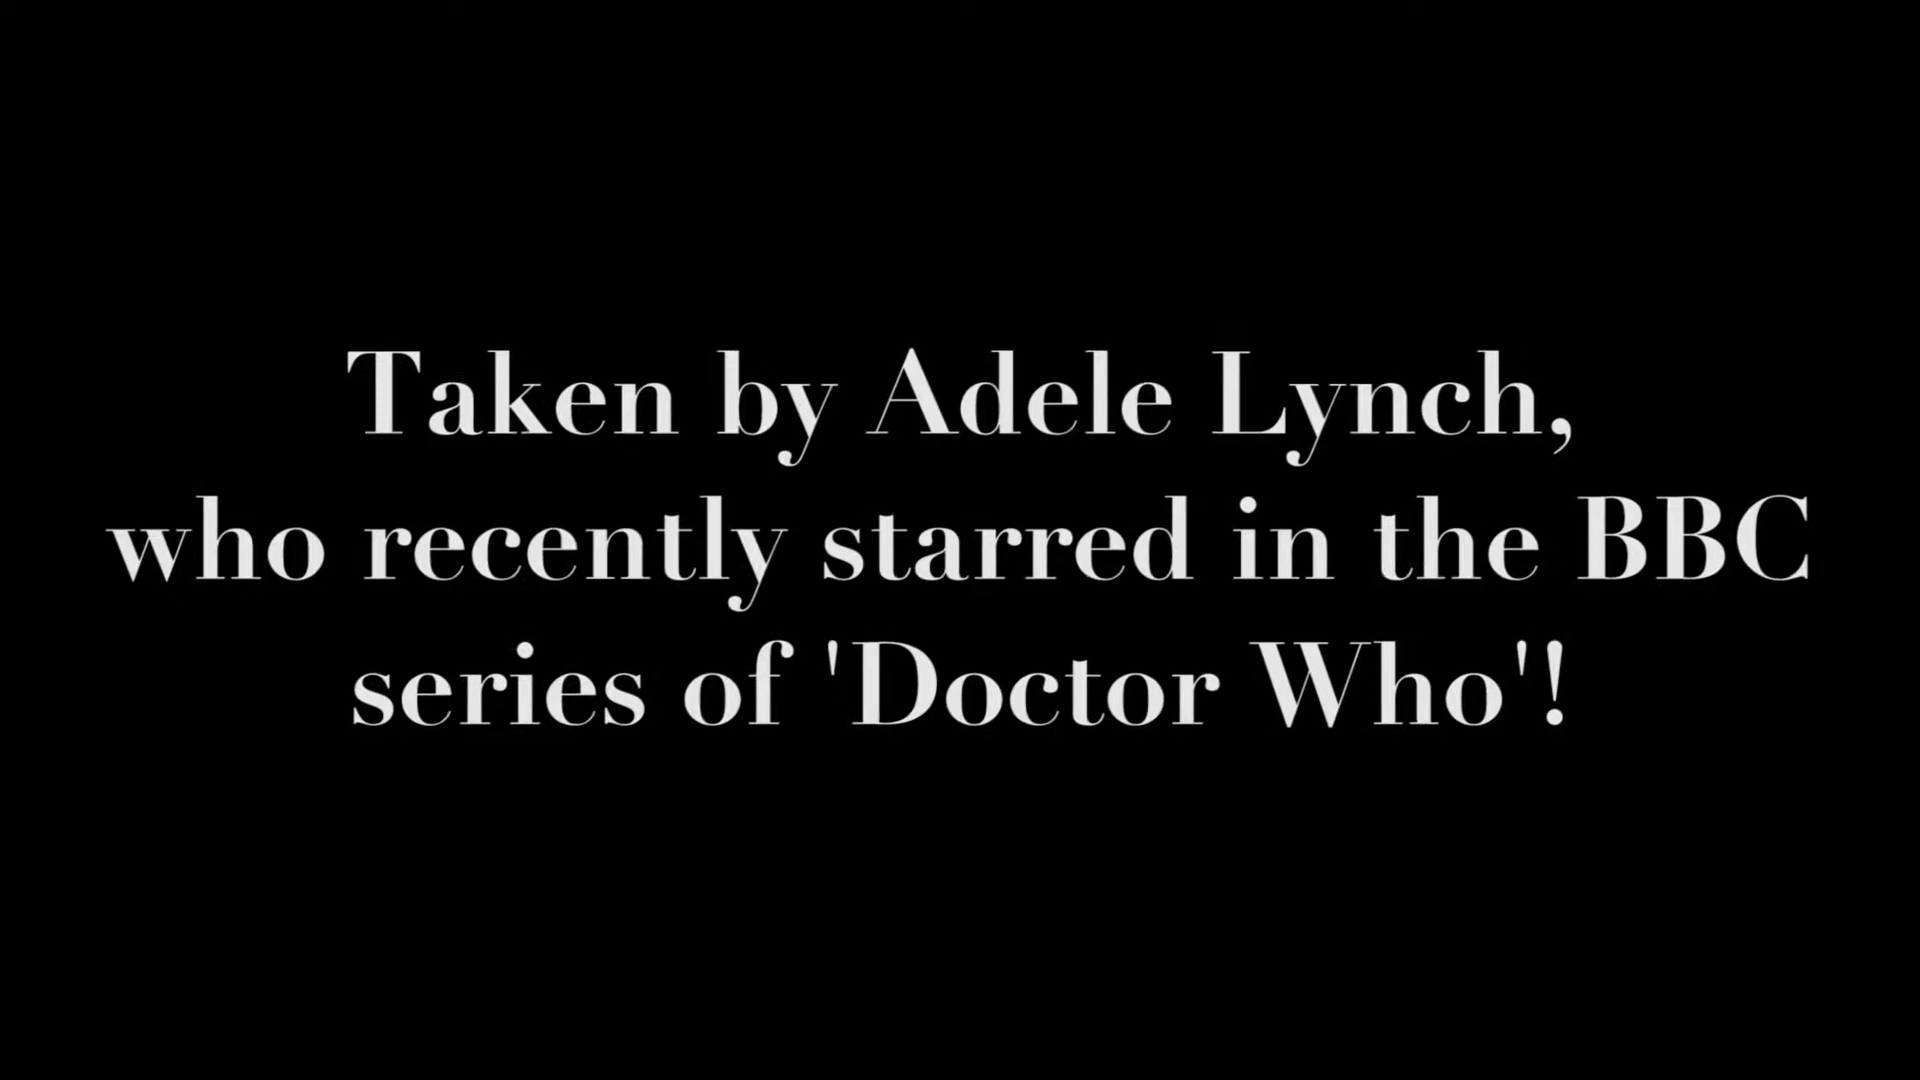 Taken by Adele Lynch,
who recently starred in the BBC
series of 'Doctor Who'!